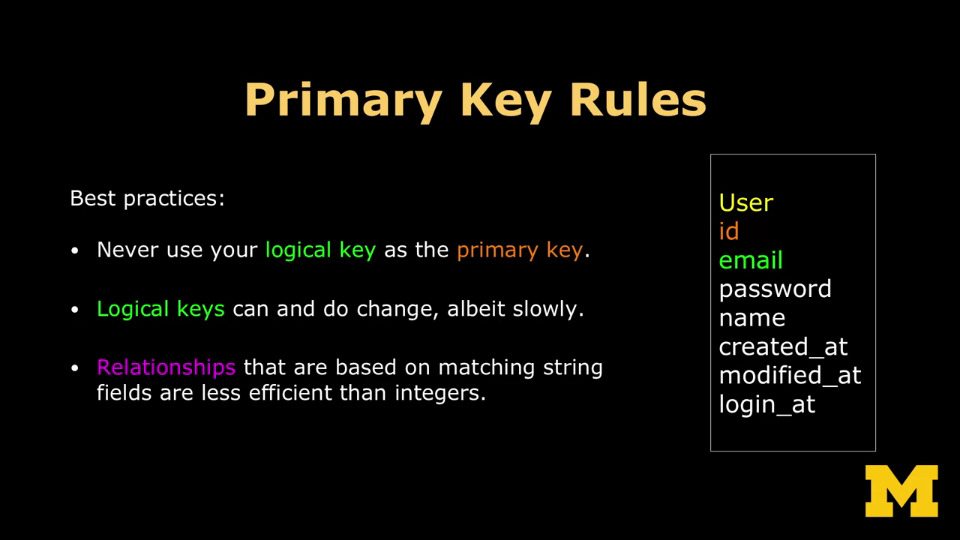 Primary Key Rules
Best practices:
• Never use your logical key as the primary key.
• Logical keys can and do change, albeit slowly.
• Relationships that are based on matching string
fields are less efficient than integers.
User
id
email
password
name
created_at
modified_at
login_at
M